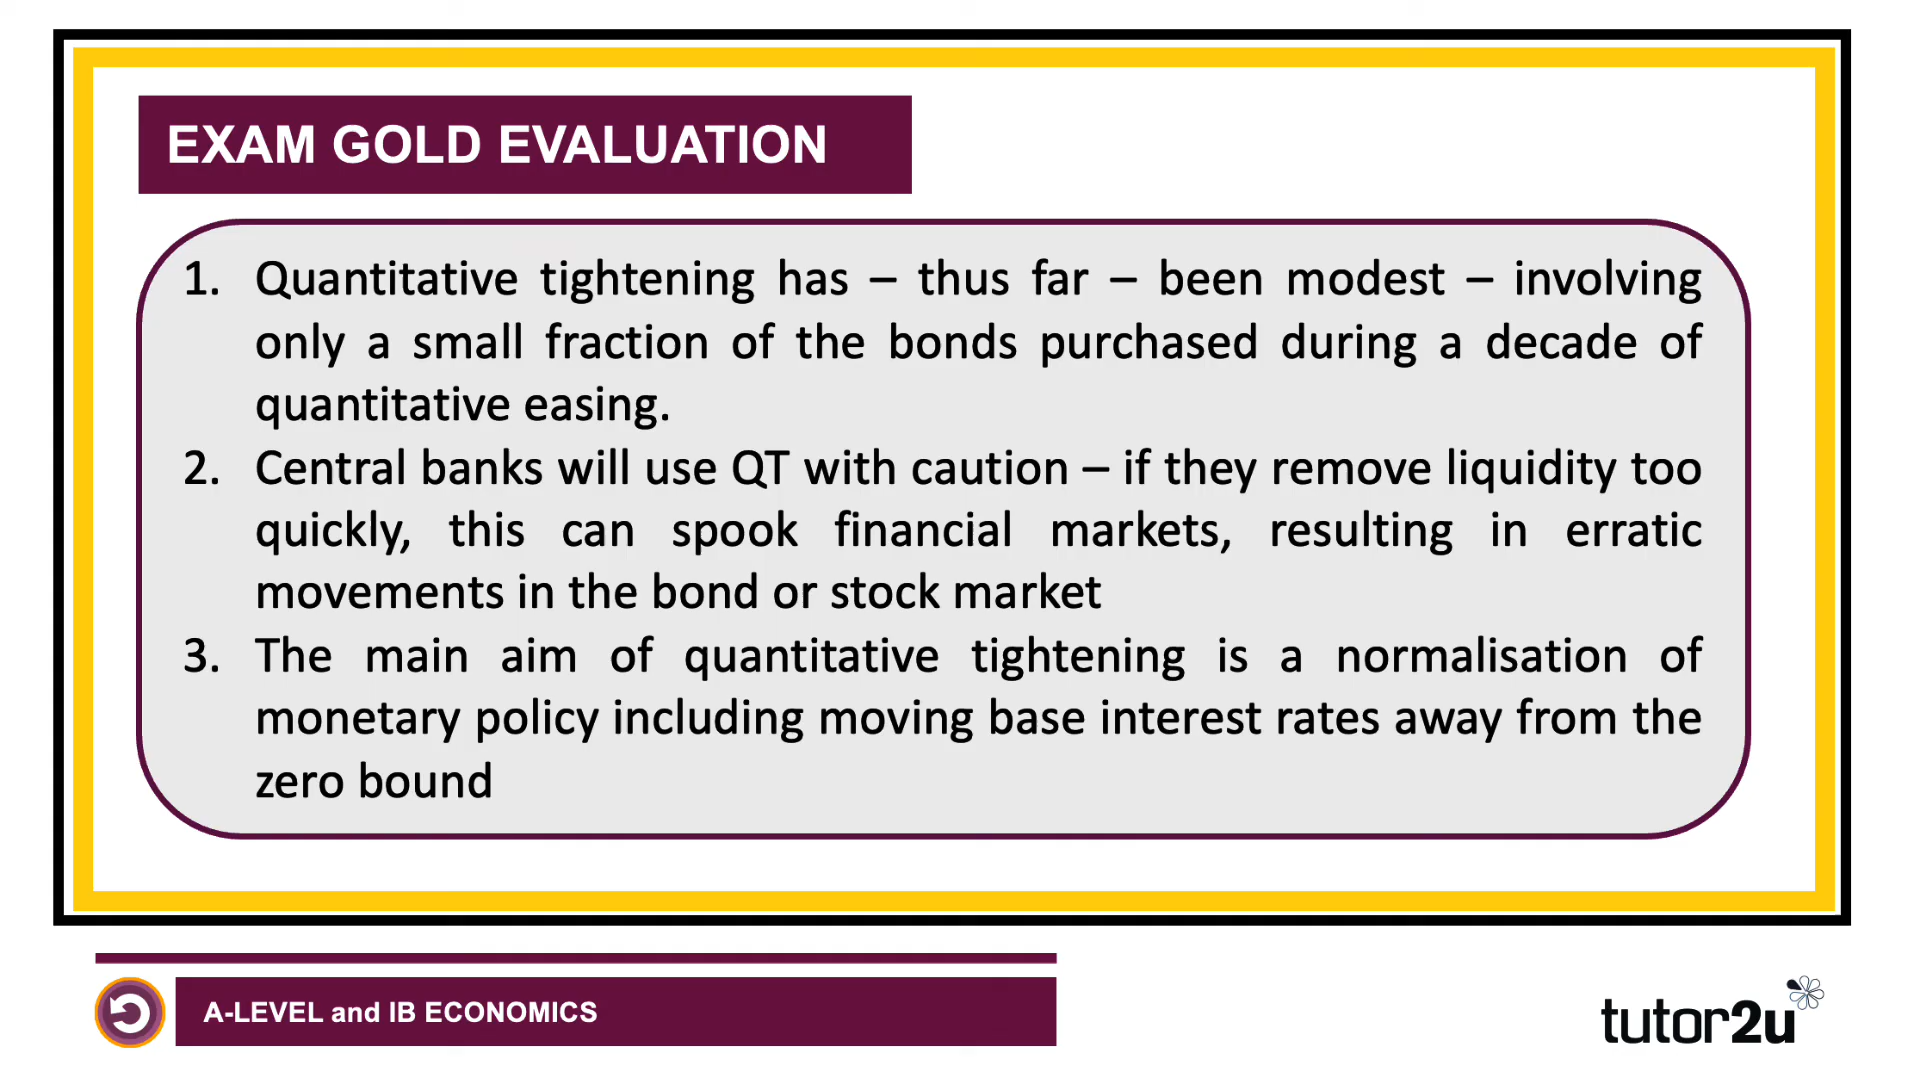 EXAM GOLD EVALUATION
1. Quantitative tightening has – thus far – been modest – involving
only a small fraction of the bonds purchased during a decade of
quantitative easing.
2. Central banks will use QT with caution – if they remove liquidity too
quickly, this can spook financial markets, resulting in erratic
movements in the bond or stock market
3. The main aim of quantitative tightening is a normalisation of
monetary policy including moving base interest rates away from the
zero bound
A-LEVEL and IB ECONOMICS
tutor2u